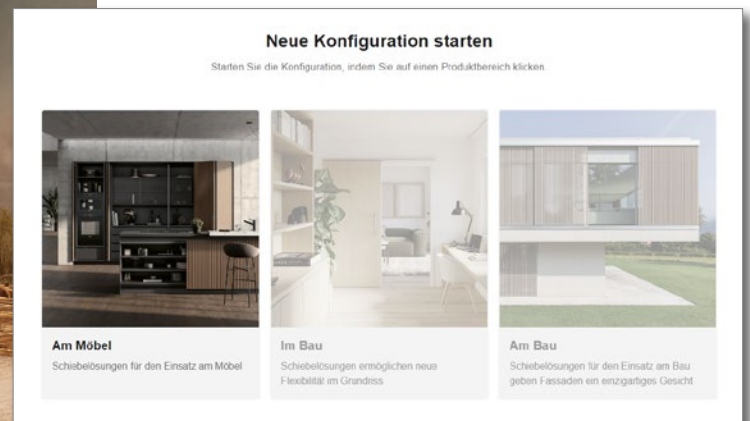 Neue Konfiguration starten
Starten Sie die Konfiguration, indem Sie auf einen Produktbereich klicken.
Am Möbel
Schiebelösungen für den Einsatz am Möbel
Im Bau
Schiebelösungen ermöglichen neue
Flexibilität im Grundriss
Am Bau
Schiebelösungen für den Einsatz am Bau
geben Fassaden ein einzigartiges Gesicht